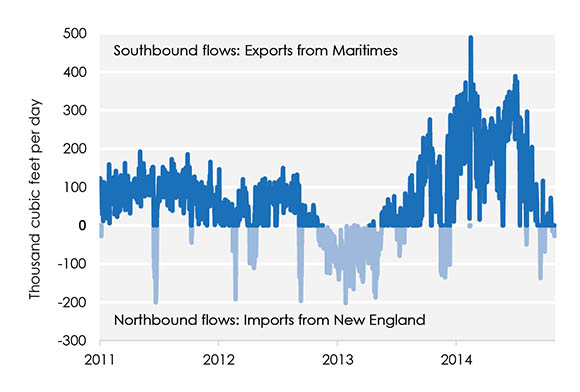 500
Southbound flows: Exports from Maritimes
400
300
200
100
0
-100
-200
Northbound flows: Imports from New England
-300
Thousand cubic feet per day
2011 2012 2013 2014